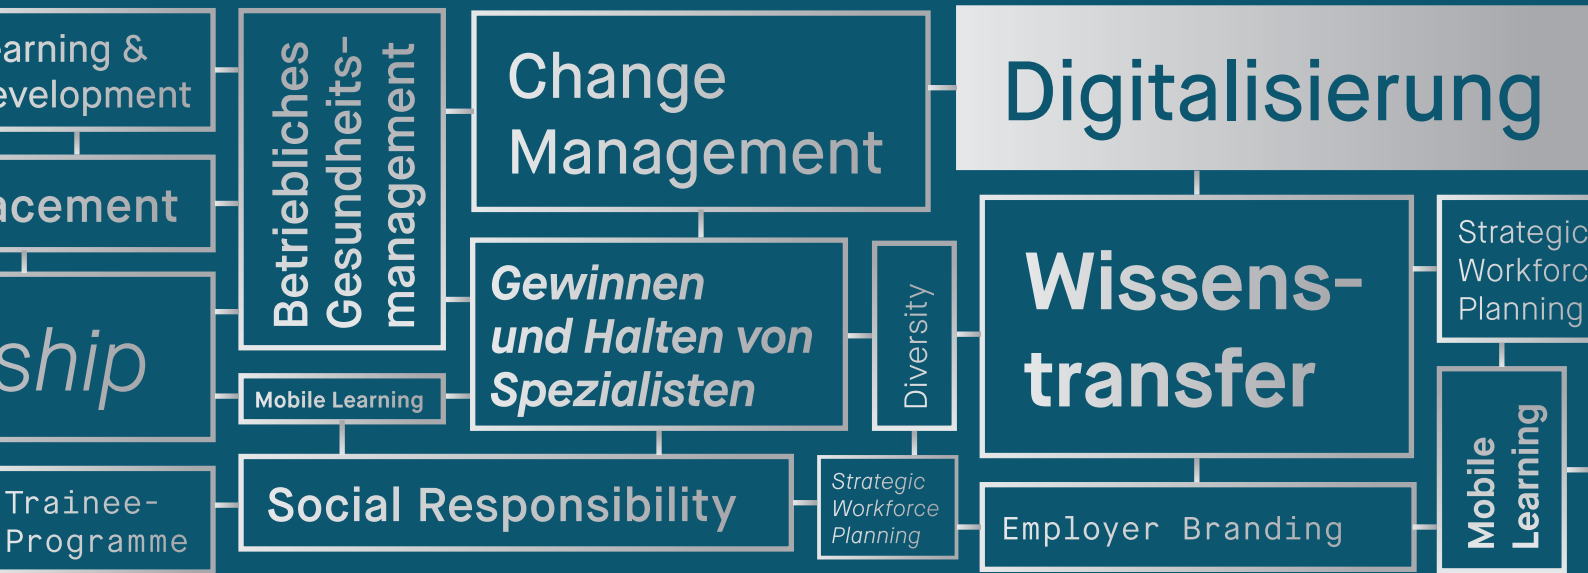 arning &
evelopment
acement
ship
Trainee-
Programme
Betriebliches
Gesundheits-
management
Mobile Learning
Social Responsibility
Change
Management
Gewinnen
und Halten von
Spezialisten
Diversity
Strategic
Workforce
Planning
Digitalisierung
Wissens-
transfer
Employer Branding
Strategic
Workforc
Planning
Mobile
Learning